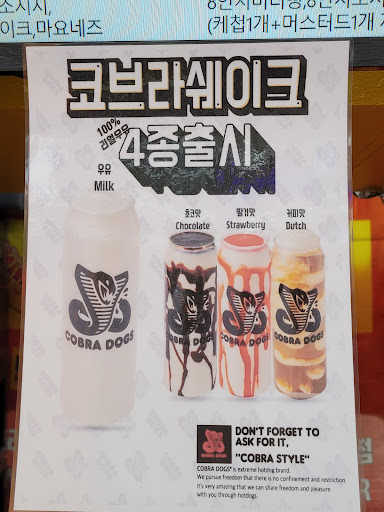 소시지,
이크,마요네즈
(케첩1개+머스터드1개
코브라쉐이크
100%
리얼우유
4종출시
우유
Milk
초코맛
Chocolate
딸기맛
Strawberry
커피맛
Dutch
COBRA DOGS
COBRA DOGS
COBRA DOGS
COBRA DOGS
DON'T FORGET TO
ASK FOR IT,
"COBRA STYLE"
COBRA DOGS® is extreme hotdog brand.
We pursue freedom that there is no confinement and restriction.
It's very amazing that we can share freedom and pleasure
with you through hotdogs.